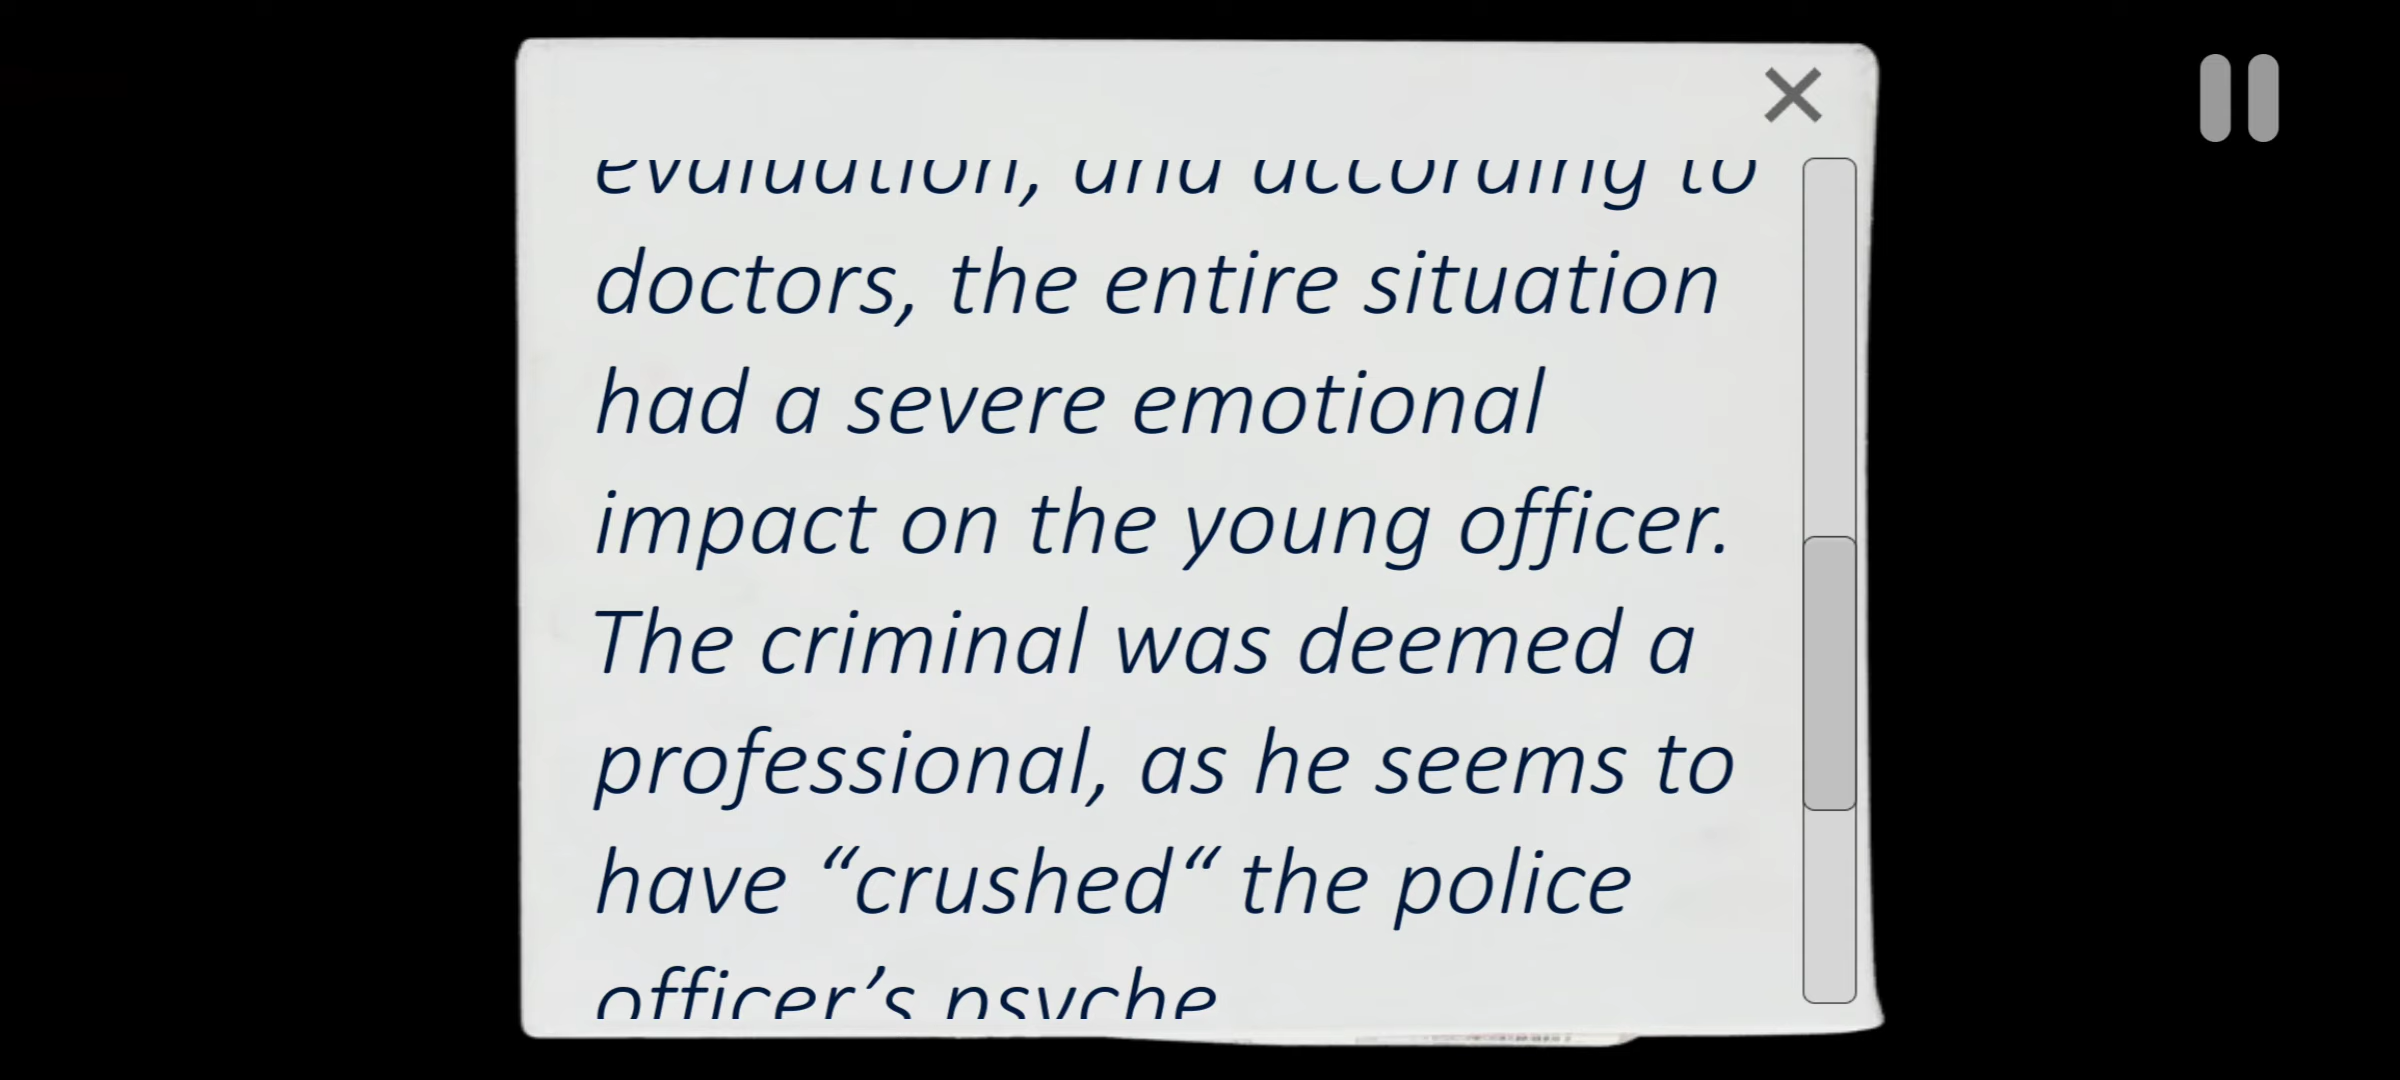 evaluation, and according to
doctors, the entire situation
had a severe emotional
impact on the young officer.
The criminal was deemed a
professional, as he seems to
have “crushed“ the police
officer’s psyche